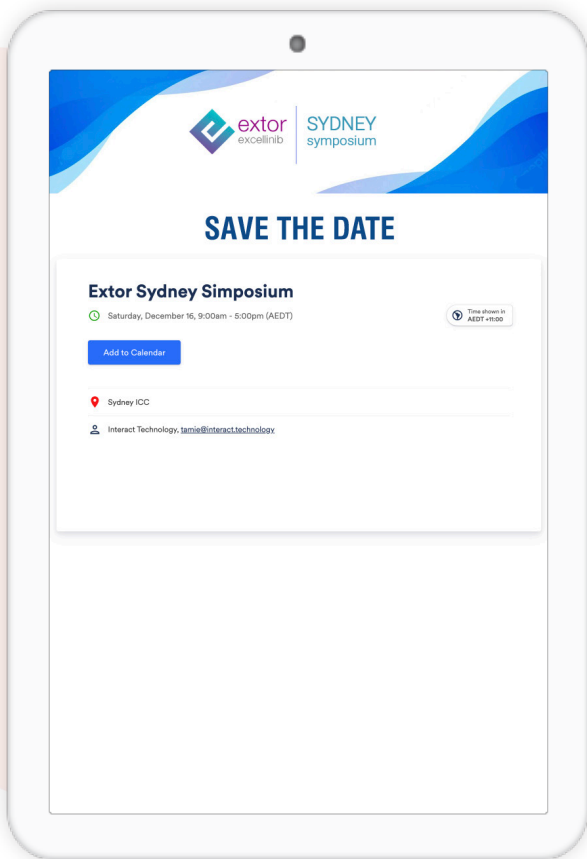 extor
excellinib
SYDNEY
symposium
SAVE THE DATE
Extor Sydney Simposium
Saturday, December 16, 9:00am - 5:00pm (AEDT)
Time shown in
AEDT +11:00
Add to Calendar
Sydney ICC
Interact Technology, tamie@interact.technology